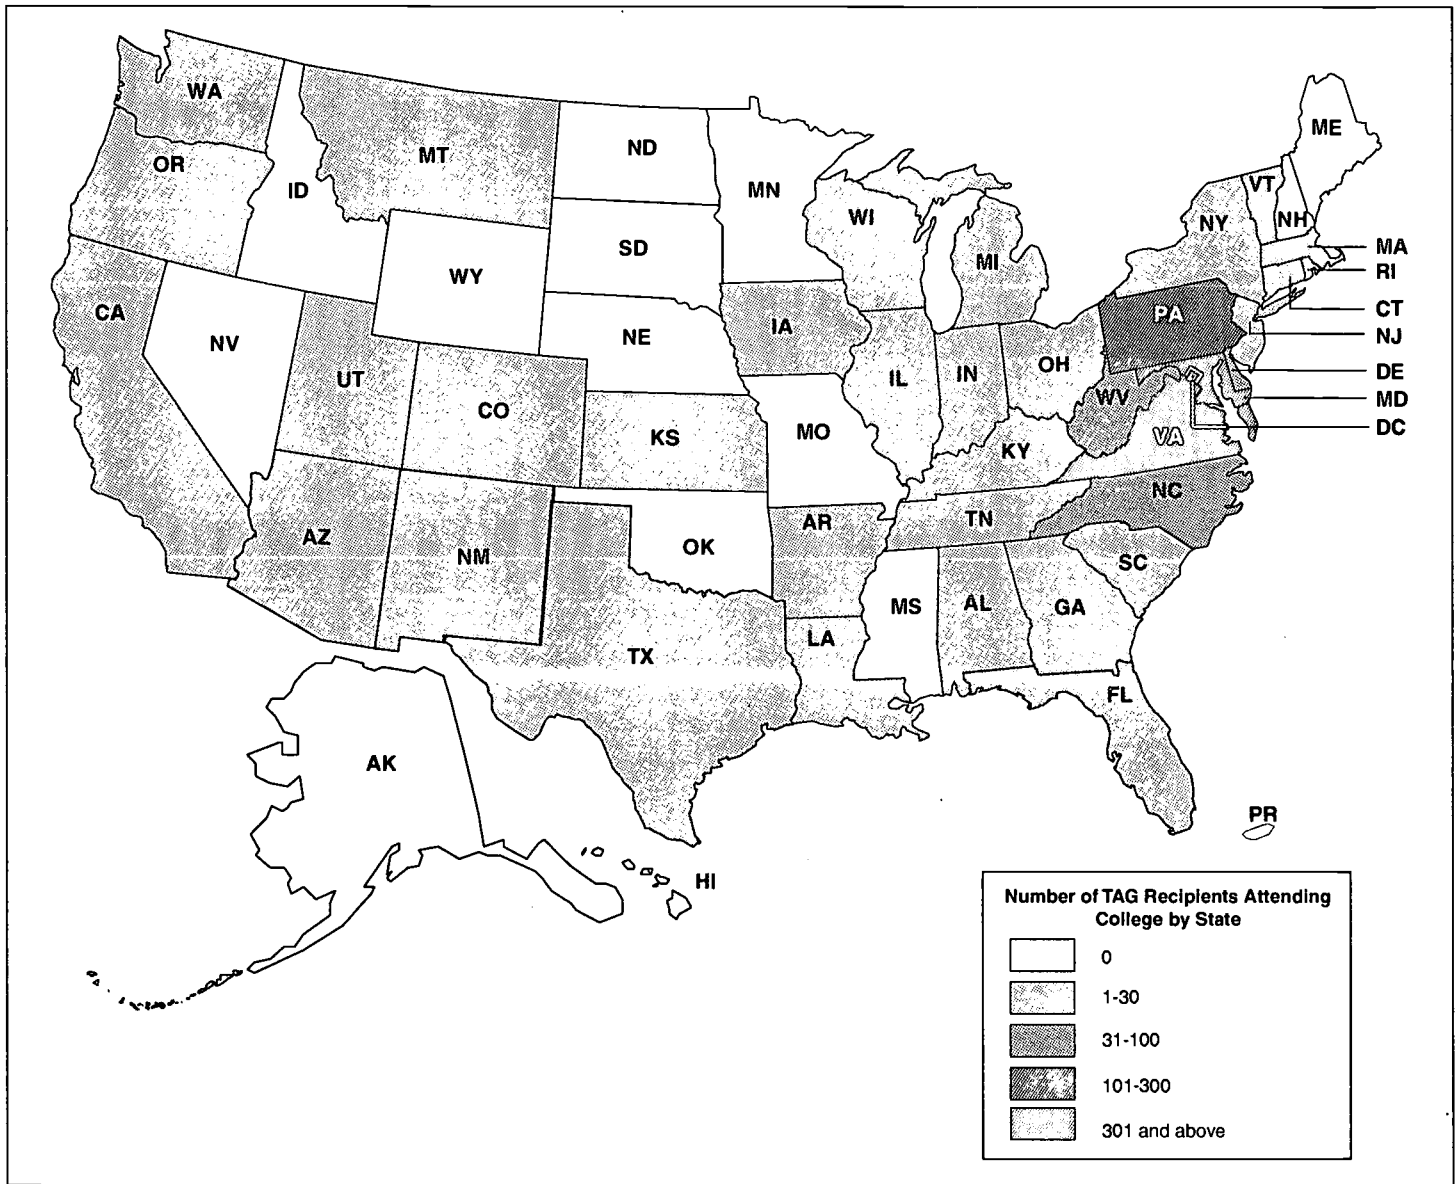 WA
MT
ND
ME
OR
ID
MN
VT
WI
NY
NH
SD
MA
MI
RI
WY
CA
IA
PA
CT
NV
NE
NJ
UT
IL
IN
OH
DE
CO
WV
MD
KS
MO
VA
DC
KY
NC
AZ
AR
TN
NM
OK
SC
MS
AL
GA
LA
TX
FL
AK
PR
HI
Number of TAG Recipients Attending
College by State
0
1-30
31-100
101-300
301 and above